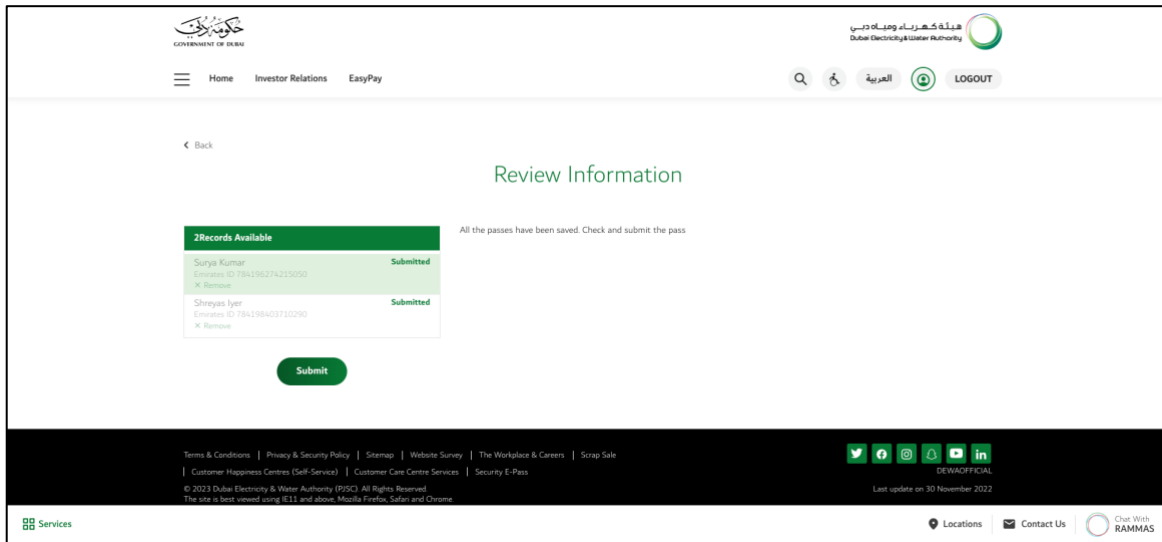 حكومة دبي
GOVERNMENT OF DUBAI
هيئة كهرباء ومياه دبي
Dubai Electricity&Water Authority
Home Investor Relations EasyPay العربية LOGOUT
Back
Review Information
2Records Available
All the passes have been saved. Check and submit the pass
Surya Kumar Submitted
Emirates ID 784196274215050
× Remove
Shreyas Iyer Submitted
Emirates ID 784198403710290
× Remove
Submit
Terms & Conditions | Privacy & Security Policy | Sitemap | Website Survey | The Workplace & Careers | Scrap Sale
| Customer Happiness Centres (Self-Service) | Customer Care Centre Services | Security E-Pass
DEWAOFFICIAL
© 2023 Dubai Electricity & Water Authority (PJSC). All Rights Reserved.
Last update on 30 November 2022
The site is best viewed using IE11 and above, Mozilla Firefox, Safari and Chrome.
Services
Locations
Contact Us
Chat With
RAMMAS